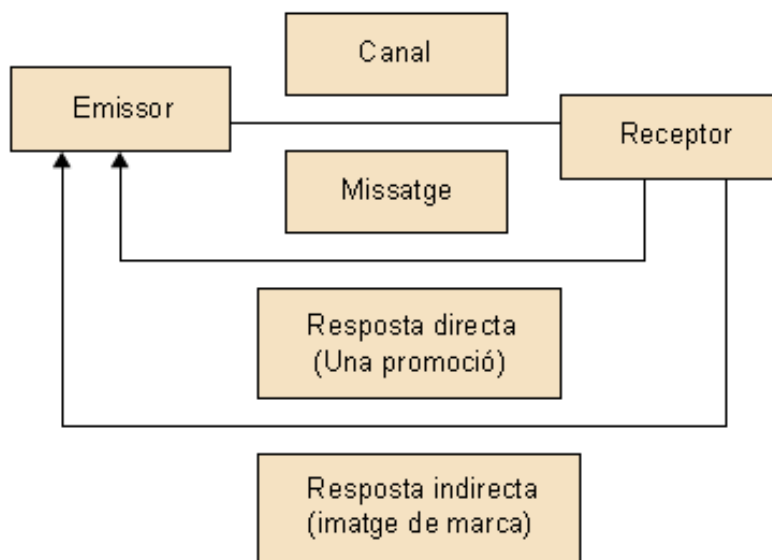 Canal
Emissor
Receptor
Missatge
Resposta directa
(Una promoció)
Resposta indirecta
(imatge de marca)